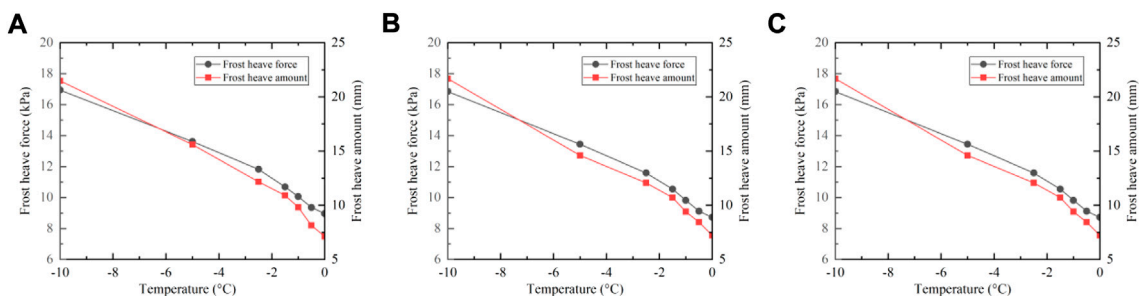 A
Frost heave force (kPa)
20
18
16
14
12
10
8
6
Frost heave force
Frost heave amount
25
20
15
10
5
Frost heave amount (mm)
-10 -8 -6 -4 -2 0
Temperature (°C)
B
Frost heave force (kPa)
20
18
16
14
12
10
8
6
Frost heave force
Frost heave amount
25
20
15
10
5
Frost heave amount (mm)
-10 -8 -6 -4 -2 0
Temperature (°C)
C
Frost heave force (kPa)
20
18
16
14
12
10
8
6
Frost heave force
Frost heave amount
25
20
15
10
5
Frost heave amount (mm)
-10 -8 -6 -4 -2 0
Temperature (°C)